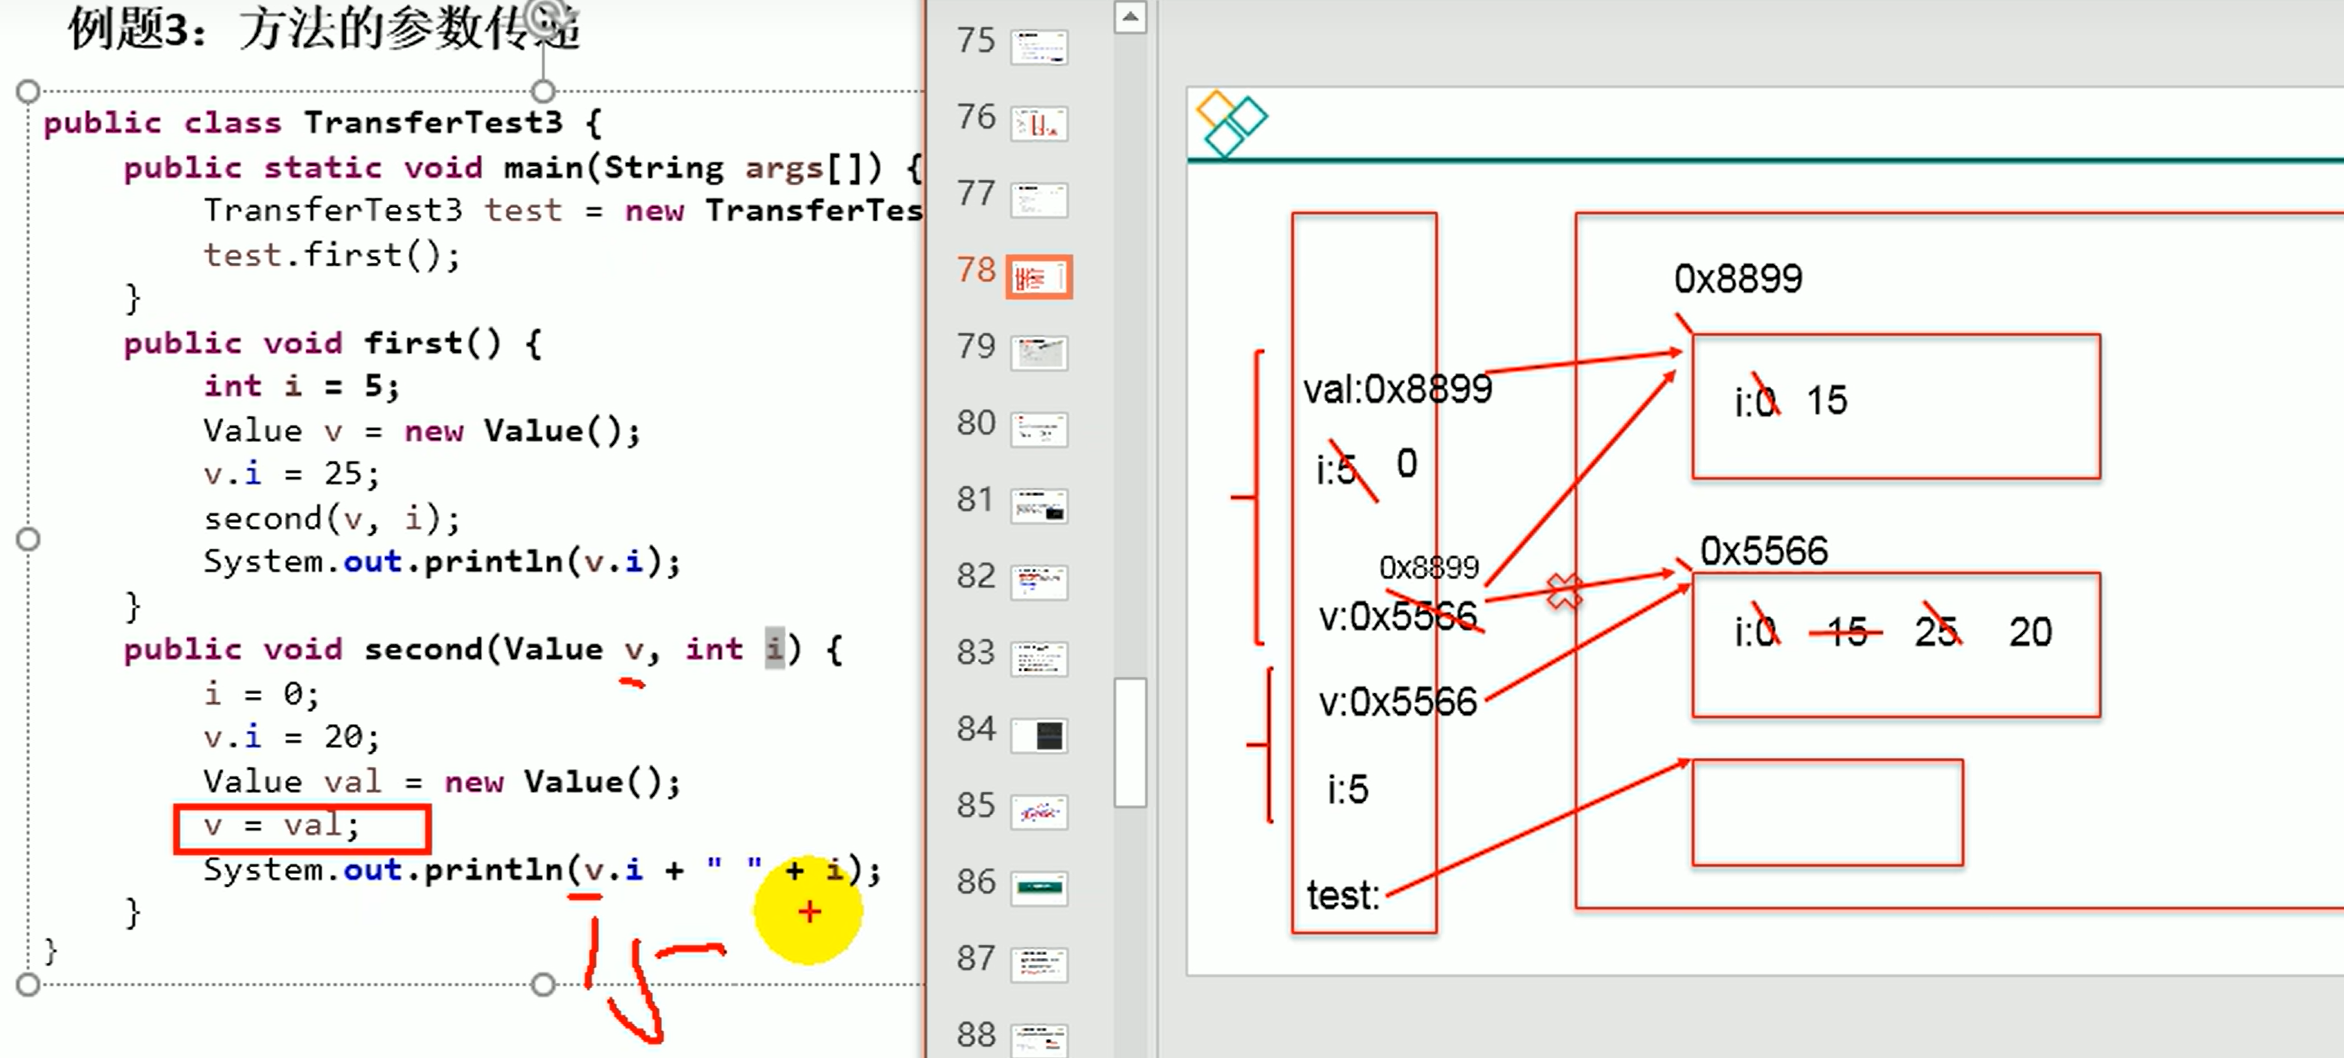 例题3：方法的参数传递
public class TransferTest3 {
public static void main(String args[]) {
TransferTest3 test = new TransferTes
test.first();
}
public void first() {
int i = 5;
Value v = new Value();
v.i = 25;
second(v, i);
System.out.println(v.i);
}
public void second(Value v, int i) {
i = 0;
v.i = 20;
Value val = new Value();
v = val;
System.out.println(v.i + " " + i);
}
}
15
75
76
77
78
79
80
81
82
83
84
85
86
87
88
val:0x8899
i:5 0
0x8899
v:0x5566
v:0x5566
i:5
test:
0x8899
i:0 15
0x5566
i:0 15 25 20